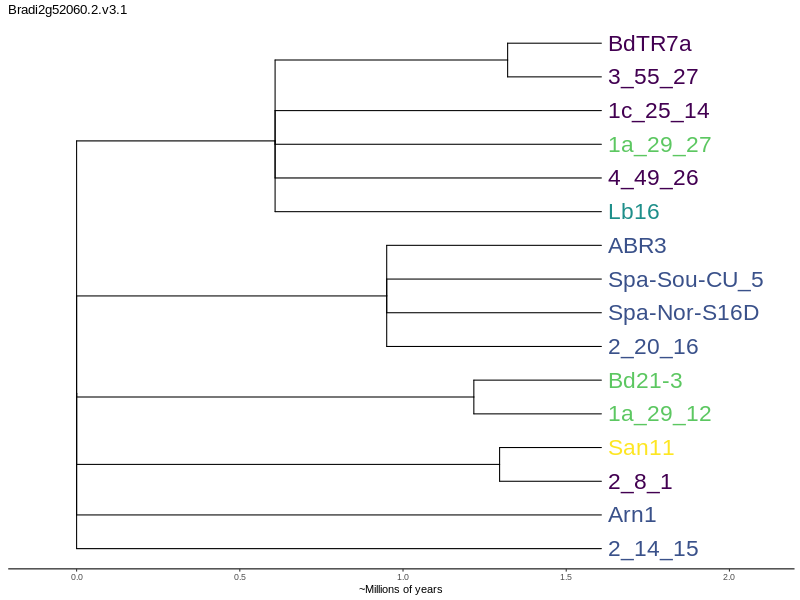 Bradi2g52060.2.v3.1
BdTR7a
3_55_27
1c_25_14
1a_29_27
4_49_26
Lb16
ABR3
Spa-Sou-CU_5
Spa-Nor-S16D
2_20_16
Bd21-3
1a_29_12
San11
2_8_1
Arn1
2_14_15
0.0 0.5 1.0 1.5 2.0
~Millions of years